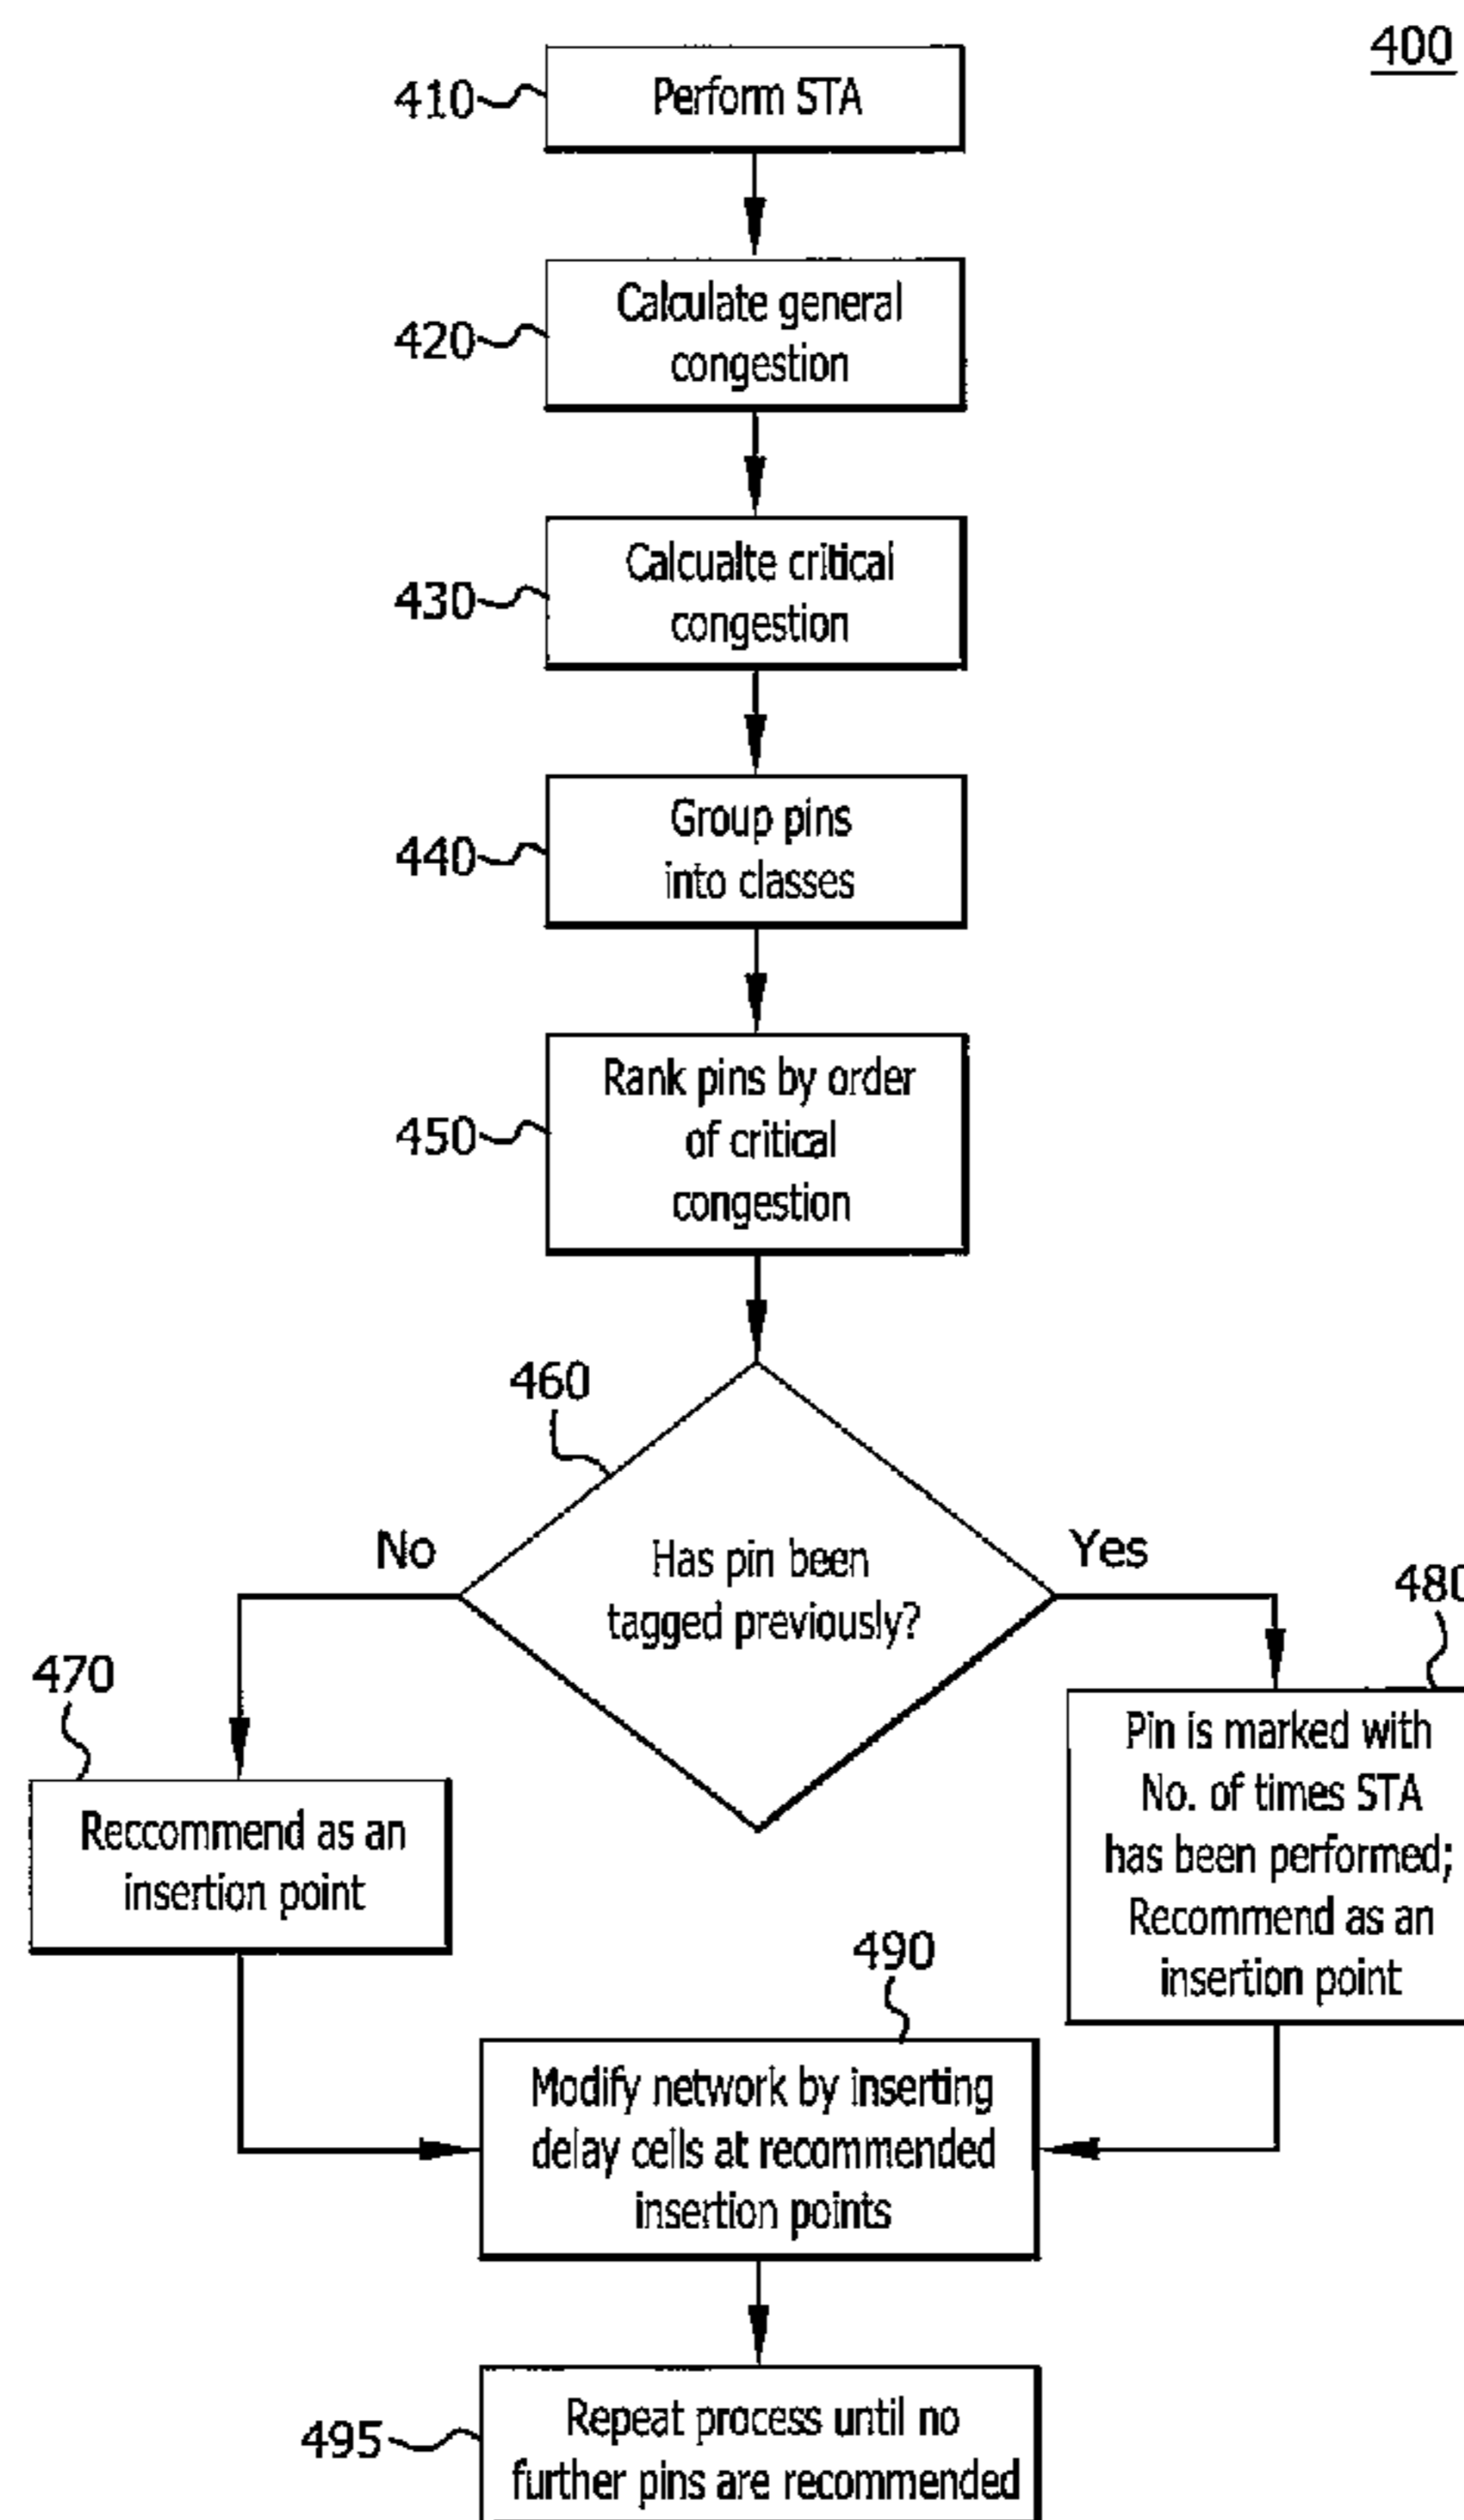 400
410
Perform STA
420
Calculate general
congestion
430
Calcualte critical
congestion
440
Group pins
into classes
450
Rank pins by order
of critical
congestion
460
Has pin been
tagged previously?
No
Yes
470
Reccommend as an
insertion point
480
Pin is marked with
No. of times STA
has been performed;
Recommend as an
insertion point
490
Modify network by inserting
delay cells at recommended
insertion points
495
Repeat process until no
further pins are recommended